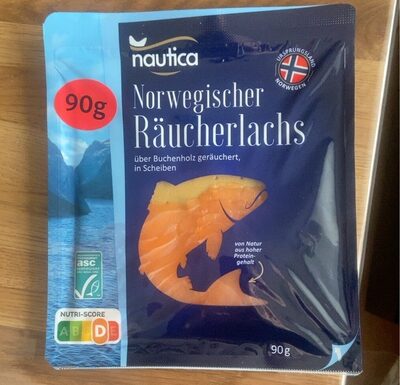 nautica
URSPRUNGSLAND
NORWEGEN
90g
Norwegischer
Räucherlachs
über Buchenholz geräuchert,
in Scheiben
von Natur
aus hoher
Protein-
gehalt
asc
NUTRI-SCORE
A B C D E
90 g